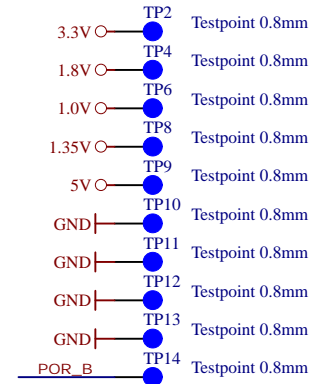 TP2 Testpoint 0.8mm
3.3V
TP4 Testpoint 0.8mm
1.8V
TP6 Testpoint 0.8mm
1.0V
TP8 Testpoint 0.8mm
1.35V
TP9 Testpoint 0.8mm
5V
TP10 Testpoint 0.8mm
GND
TP11 Testpoint 0.8mm
GND
TP12 Testpoint 0.8mm
GND
TP13 Testpoint 0.8mm
GND
TP14 Testpoint 0.8mm
POR_B